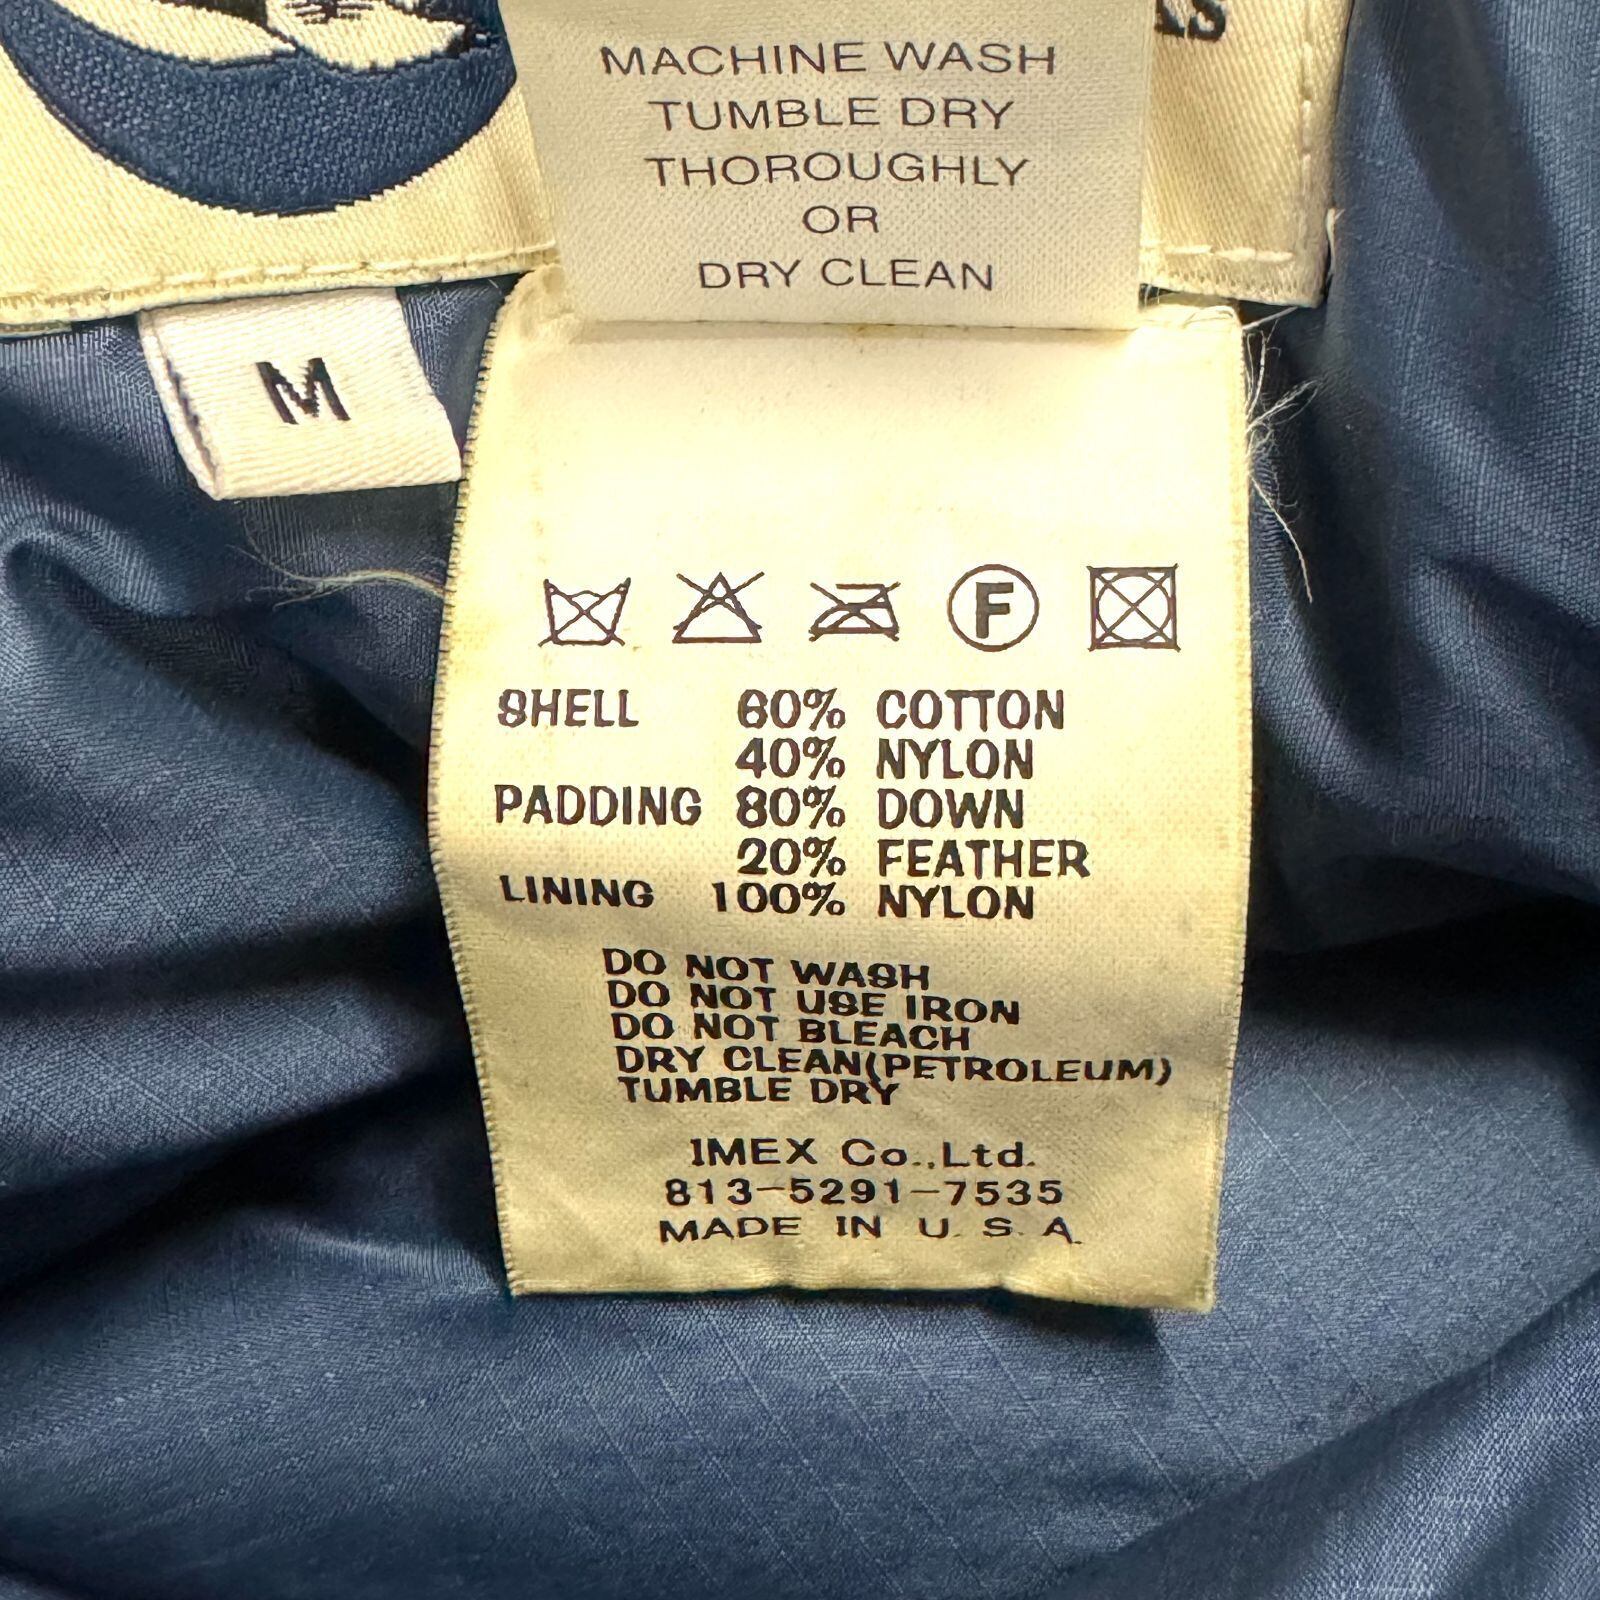 MACHINE WASH
TUMBLE DRY
THOROUGHLY
OR
DRY CLEAN
M
F
SHELL 60% COTTON
40% NYLON
PADDING 80% DOWN
20% FEATHER
LINING 100% NYLON
DO NOT WASH
DO NOT USE IRON
DO NOT BLEACH
DRY CLEAN(PETROLEUM)
TUMBLE DRY
IMEX Co.,Ltd.
813-5291-7535
MADE IN U.S.A.